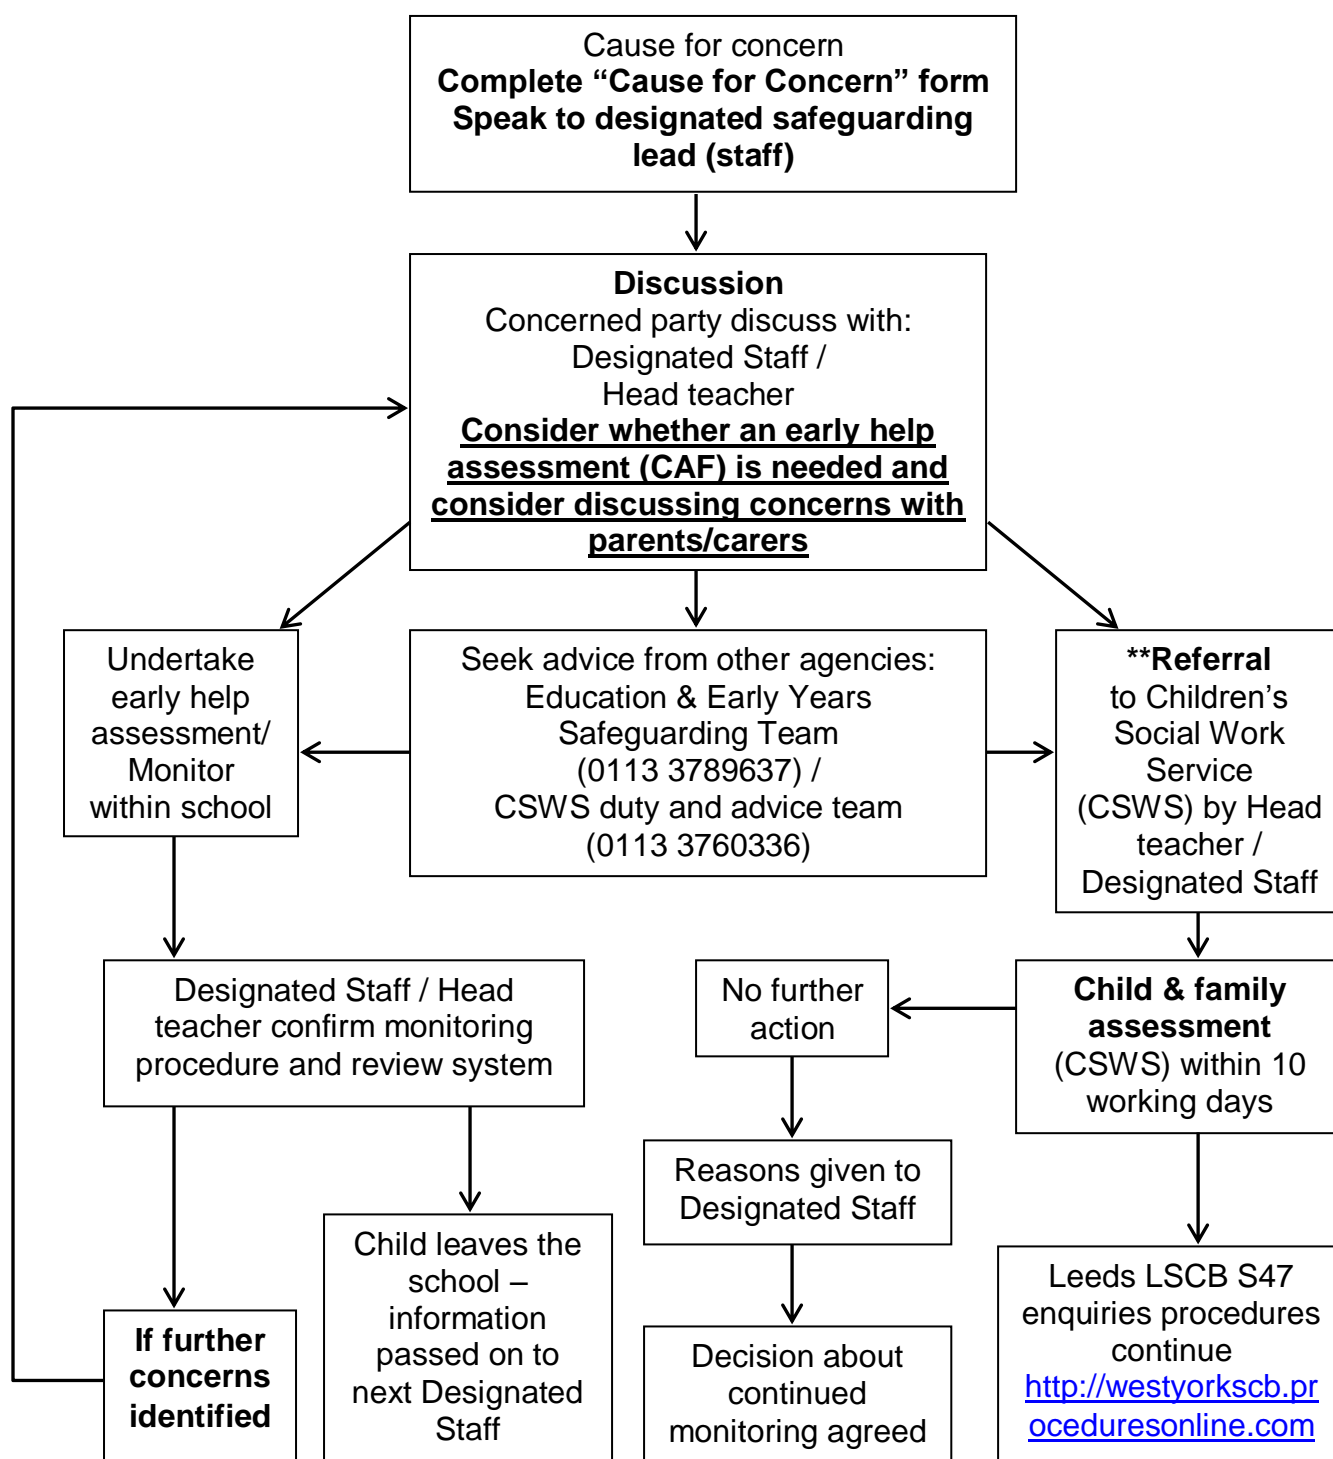 Cause for concern
Complete “Cause for Concern” form
Speak to designated safeguarding
lead (staff)
Discussion
Concerned party discuss with:
Designated Staff /
Head teacher
Consider whether an early help
assessment (CAF) is needed and
consider discussing concerns with
parents/carers
Undertake
early help
assessment/
Monitor
within school
Seek advice from other agencies:
Education & Early Years
Safeguarding Team
(0113 3789637) /
CSWS duty and advice team
(0113 3760336)
**Referral
to Children’s
Social Work
Service
(CSWS) by Head
teacher /
Designated Staff
Designated Staff / Head
teacher confirm monitoring
procedure and review system
No further
action
Child & family
assessment
(CSWS) within 10
working days
Reasons given to
Designated Staff
If further
concerns
identified
Child leaves the
school –
information
passed on to
next Designated
Staff
Decision about
continued
monitoring agreed
Leeds LSCB S47
enquiries procedures
continue
http://westyorkscb.pr
oceduresonline.com